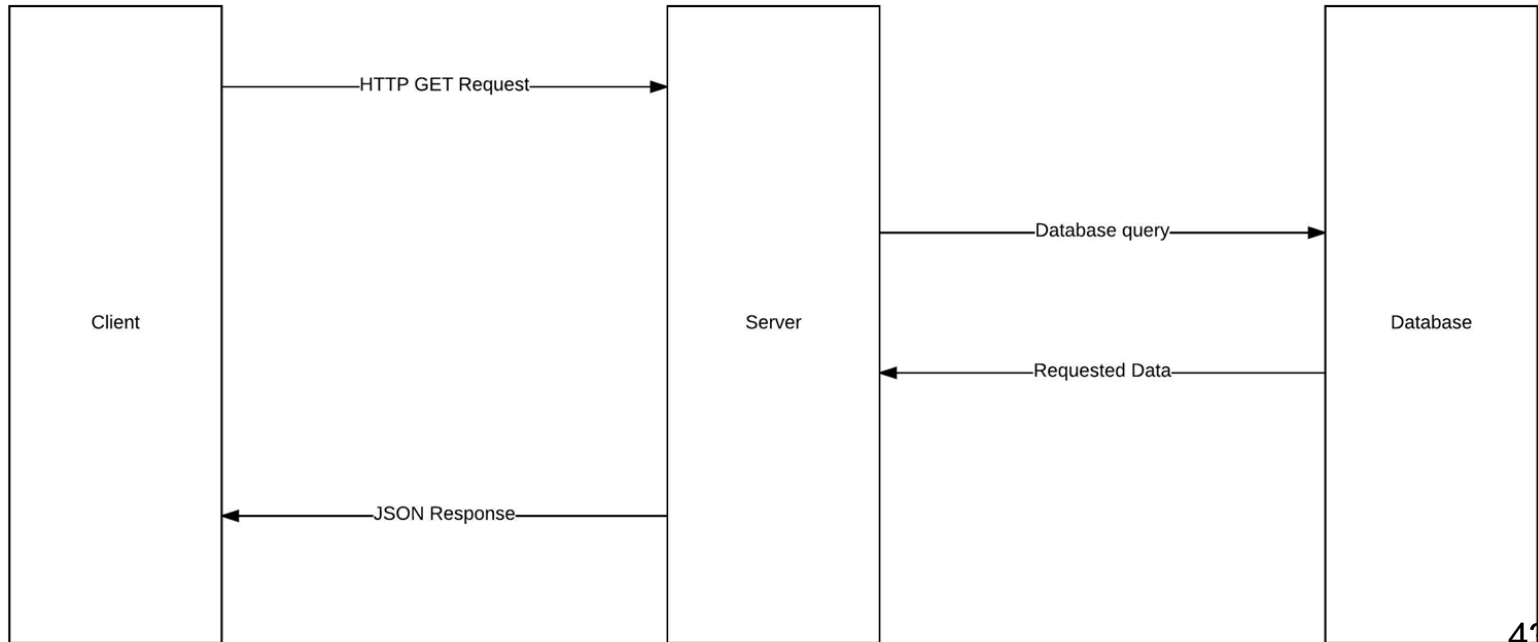 HTTP GET Request
Database query
Client
Server
Database
Requested Data
JSON Response